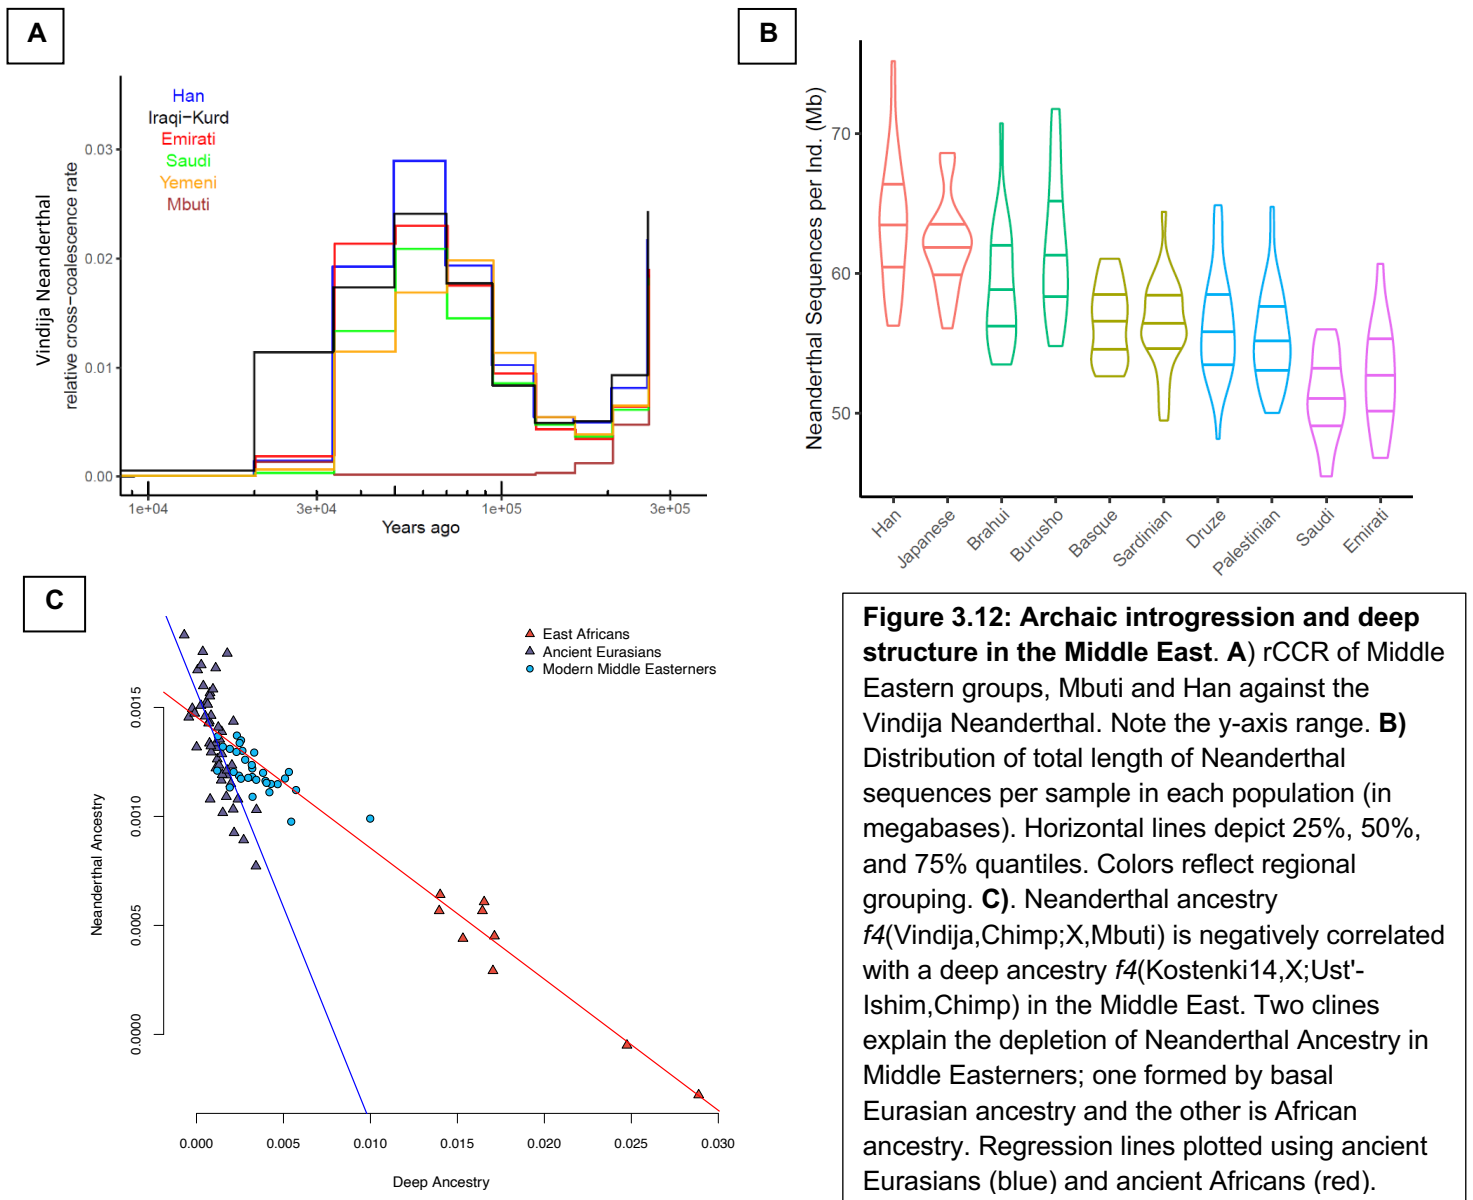 A
Han
Iraqi−Kurd
Emirati
Saudi
Yemeni
Mbuti
Vindija Neanderthal
relative cross−coalescence rate
0.03
0.02
0.01
0.00
1e+04
3e+04
1e+05
3e+05
Years ago
B
Neanderthal Sequences per Ind. (Mb)
70
60
50
Han
Japanese
Brahui
Burusho
Basque
Sardinian
Druze
Palestinian
Saudi
Emirati
C
East Africans
Ancient Eurasians
Modern Middle Easterners
Neanderthal Ancestry
0.0015
0.0010
0.0005
0.0000
0.000
0.005
0.010
0.015
0.020
0.025
0.030
Deep Ancestry
Figure 3.12: Archaic introgression and deep
structure in the Middle East. A) rCCR of Middle
Eastern groups, Mbuti and Han against the
Vindija Neanderthal. Note the y-axis range. B)
Distribution of total length of Neanderthal
sequences per sample in each population (in
megabases). Horizontal lines depict 25%, 50%,
and 75% quantiles. Colors reflect regional
grouping. C). Neanderthal ancestry
f4(Vindija,Chimp;X,Mbuti) is negatively correlated
with a deep ancestry f4(Kostenki14,X;Ust'-
Ishim,Chimp) in the Middle East. Two clines
explain the depletion of Neanderthal Ancestry in
Middle Easterners; one formed by basal
Eurasian ancestry and the other is African
ancestry. Regression lines plotted using ancient
Eurasians (blue) and ancient Africans (red).